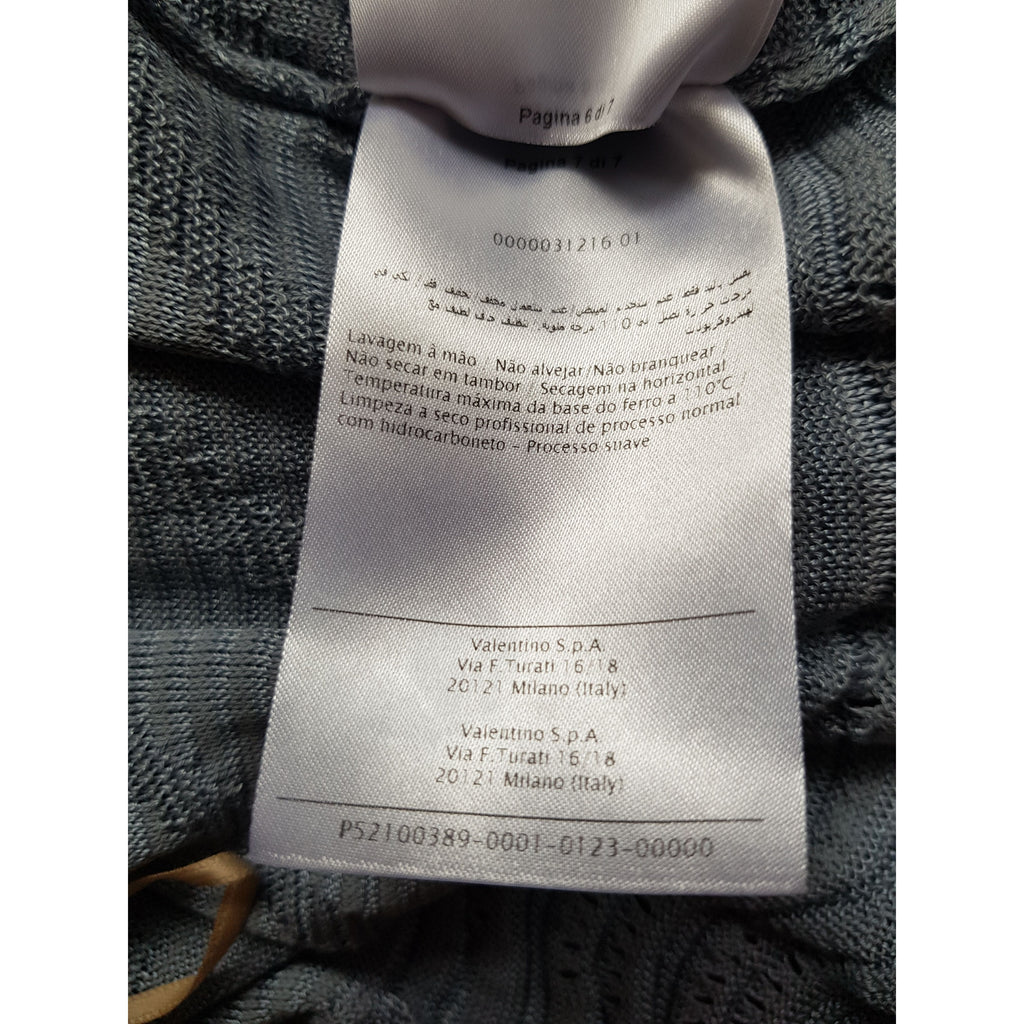 Pagina 6 di 7
Pagina 7 di 7
0000031216 01
Lavagem à mão / Não alvejar/Não branquear /
Não secar em tambor / Secagem na horizontal
Temperatura máxima da base do ferro a 110°C /
Limpeza a seco profissional de processo normal
com hidrocarboneto – Processo suave
Valentino S.p.A.
Via F.Turati 16/18
20121 Milano (Italy)
Valentino S.p.A.
Via F.Turati 16/18
20121 Milano (Italy)
P52100389-0001-0123-00000